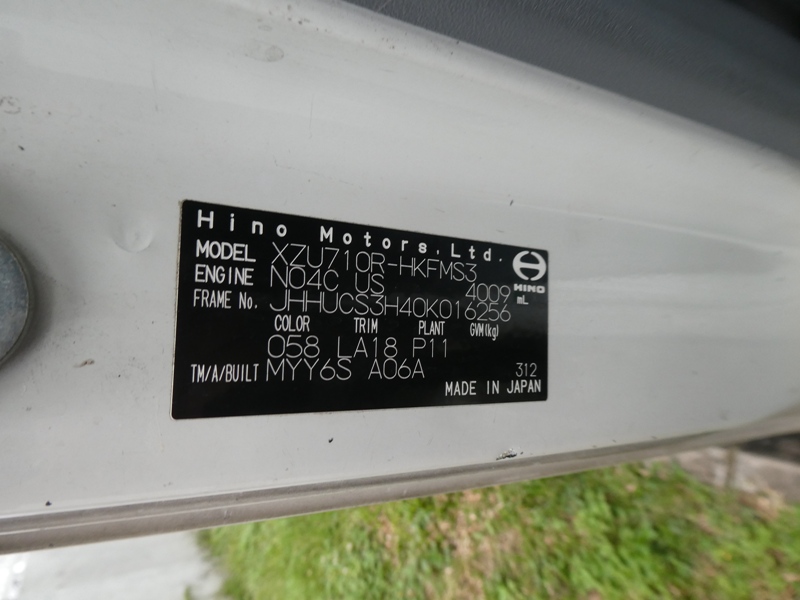 Hino Motors, Ltd.
MODEL XZU710R-HKFMS3
HINO
ENGINE N04C US 4009 mL
FRAME No. JHHUCS3H40K016256
COLOR TRIM PLANT GVM(kg)
058 LA18 P11
TM/A/BUILT MYY6S A06A 312
MADE IN JAPAN